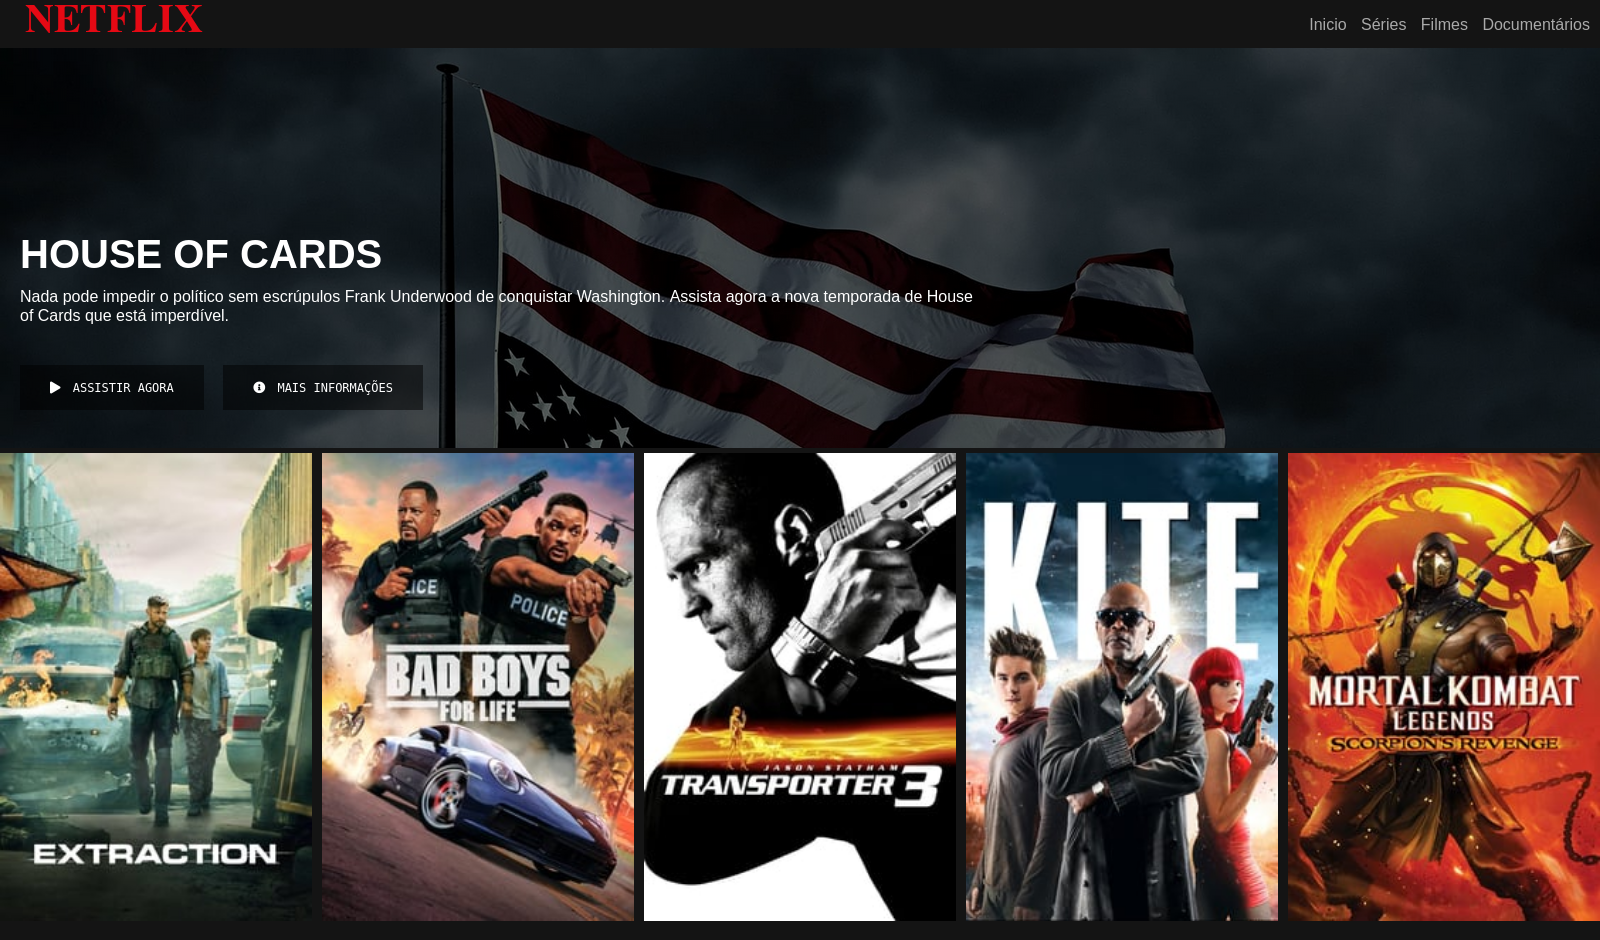 NETFLIX
Inicio Séries Filmes Documentários
HOUSE OF CARDS
Nada pode impedir o político sem escrúpulos Frank Underwood de conquistar Washington. Assista agora a nova temporada de House
of Cards que está imperdível.
ASSISTIR AGORA
MAIS INFORMAÇÕES
EXTRACTION
POLICE
POLICE
BAD BOYS
FOR LIFE
JASON STATHAM
TRANSPORTER 3
KITE
MORTAL KOMBAT
LEGENDS
SCORPION'S REVENGE